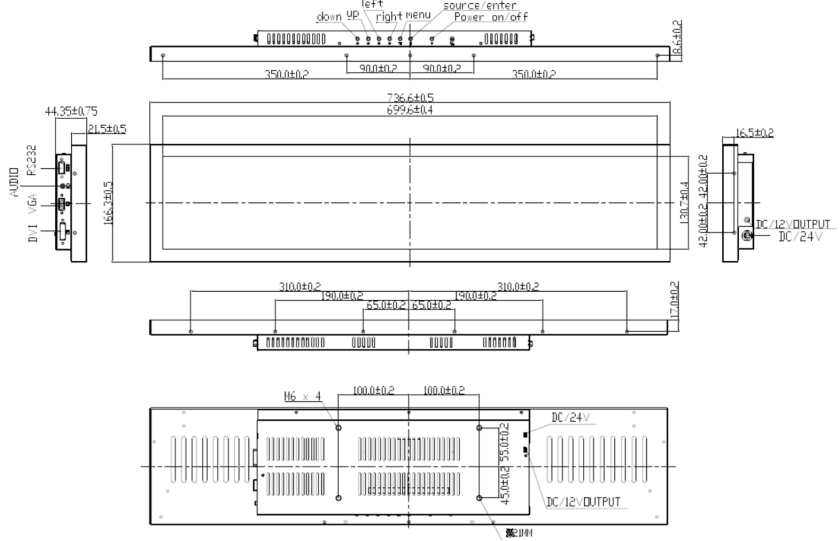 left
source/enter
down up
right menu
Power on/off
8.6±0.2
90.0±0.2 90.0±0.2
350.0±0.2 350.0±0.2
736.6±0.5
699.6±0.4
44.35±0.75
21.5±0.5
16.5±0.2
AUDIO RS232
DVI VGA
166.3±0.5
130.7±0.4
42.00±0.2 42.00±0.2
DC/12V OUTPUT
DC/24V
310.0±0.2 310.0±0.2
190.0±0.2 190.0±0.2
65.0±0.2 65.0±0.2
17.0±0.2
M6 x 4
100.0±0.2 100.0±0.2
DC/24V
45.0±0.2 55.0±0.2
DC/12V OUTPUT
21MM